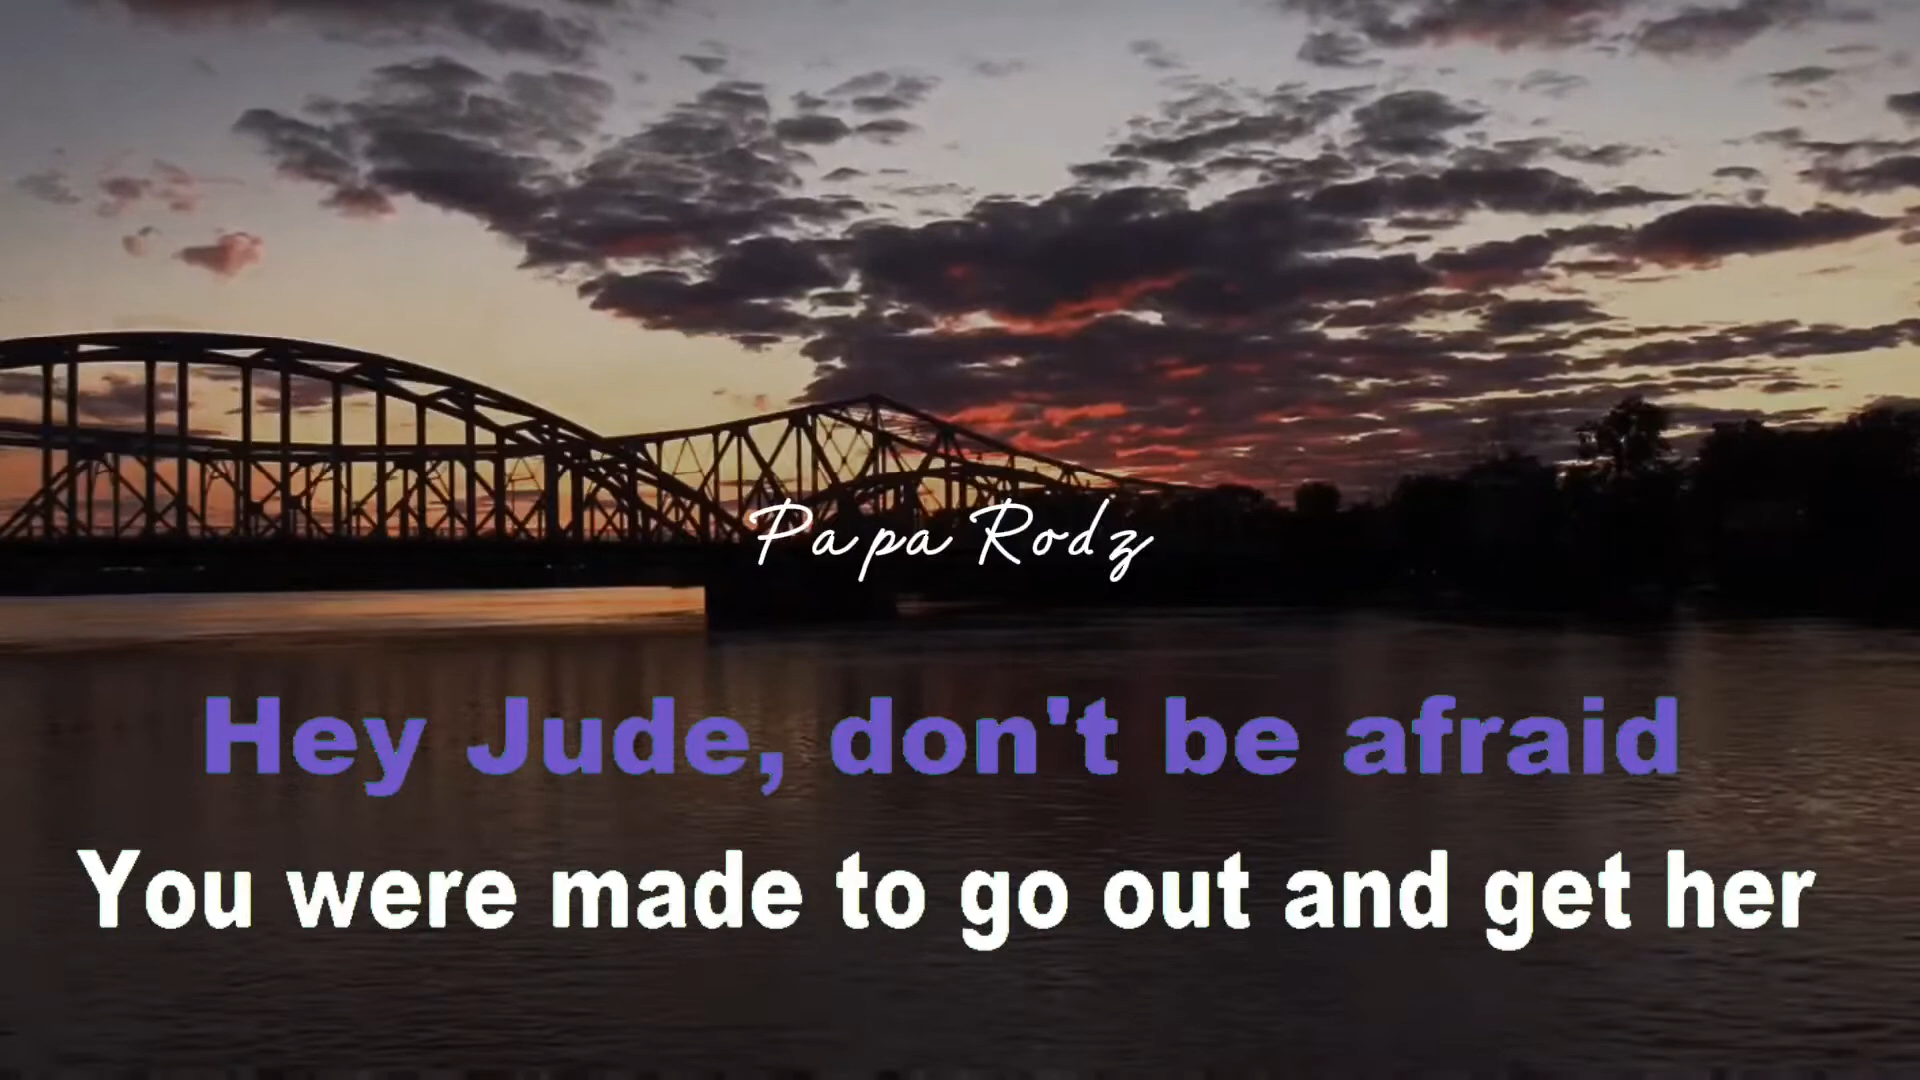 Papa Rodz
Hey Jude, don't be afraid
You were made to go out and get her